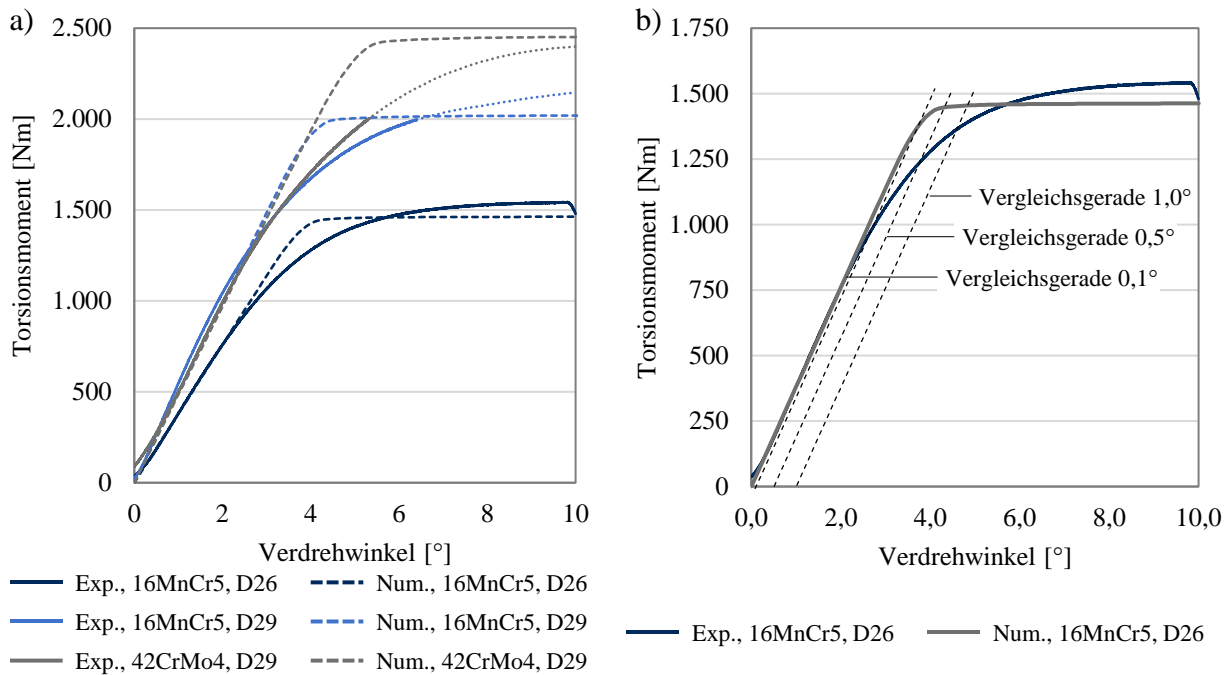 a)
2.500
2.000
1.500
1.000
500
0
Torsionsmoment [Nm]
0 2 4 6 8 10
Verdrehwinkel [°]
Exp., 16MnCr5, D26 Num., 16MnCr5, D26
Exp., 16MnCr5, D29 Num., 16MnCr5, D29
Exp., 42CrMo4, D29 Num., 42CrMo4, D29
b)
1.750
1.500
1.250
1.000
750
500
250
0
Torsionsmoment [Nm]
Vergleichsgerade 1,0°
Vergleichsgerade 0,5°
Vergleichsgerade 0,1°
0,0 2,0 4,0 6,0 8,0 10,0
Verdrehwinkel [°]
Exp., 16MnCr5, D26 Num., 16MnCr5, D26